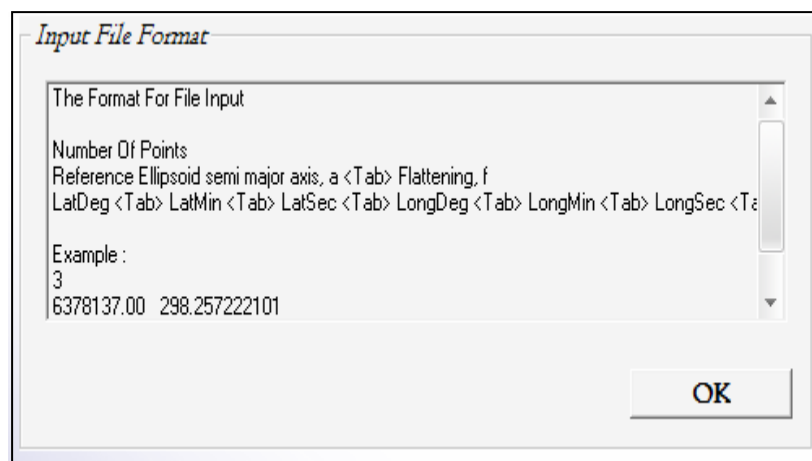 Input File Format
The Format For File Input
Number Of Points
Reference Ellipsoid semi major axis, a <Tab> Flattening, f
LatDeg <Tab> LatMin <Tab> LatSec <Tab> LongDeg <Tab> LongMin <Tab> LongSec
Example :
3
6378137.00 298.257222101
OK